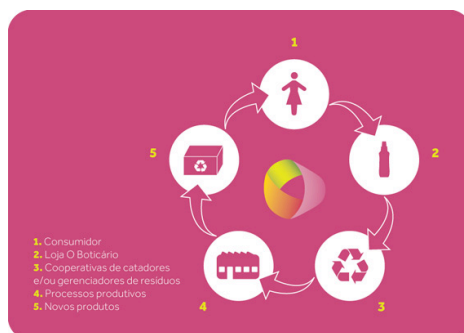 1
2
3
4
5
1. Consumidor
2. Loja O Boticário
3. Cooperativas de catadores
e/ou gerenciadores de resíduos
4. Processos produtivos
5. Novos produtos